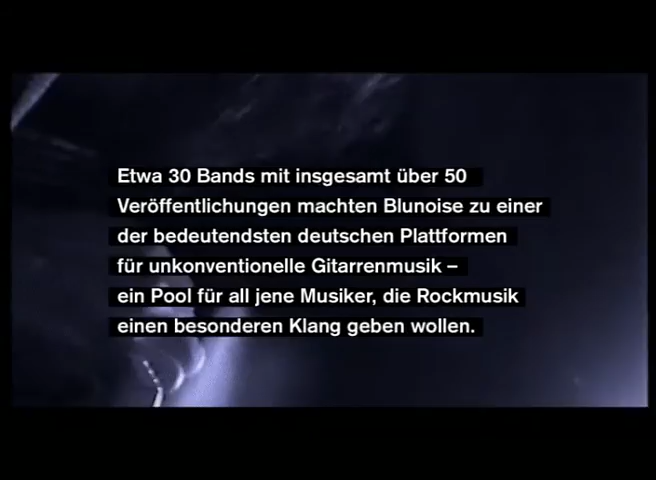 Etwa 30 Bands mit insgesamt über 50
Veröffentlichungen machten Blunoise zu einer
der bedeutendsten deutschen Plattformen
für unkonventionelle Gitarrenmusik –
ein Pool für all jene Musiker, die Rockmusik
einen besonderen Klang geben wollen.